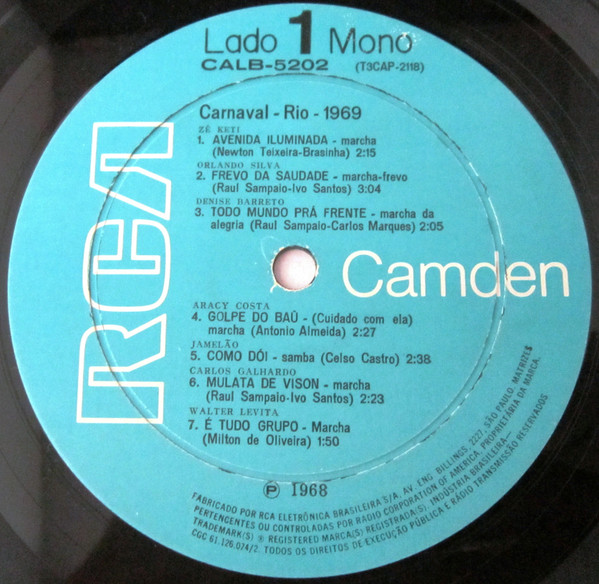 Lado 1 Mono
CALB-5202 (T3CAP-2118)
Carnaval - Rio - 1969
ZÉ KETI
1. AVENIDA ILUMINADA - marcha
(Newton Teixeira-Brasinha) 2:15
ORLANDO SILVA
2. FREVO DA SAUDADE - marcha-frevo
(Raul Sampaio-Ivo Santos) 3:04
DENISE BARRETO
3. TODO MUNDO PRÁ FRENTE - marcha da
alegria (Raul Sampaio-Carlos Marques) 2:05
RCA
Camden
ARACY COSTA
4. GOLPE DO BAÚ - (Cuidado com ela)
marcha (Antonio Almeida) 2:27
JAMELÃO
5. COMO DÓI - samba (Celso Castro) 2:38
CARLOS GALHARDO
6. MULATA DE VISON - marcha
(Raul Sampaio-Ivo Santos) 2:23
WALTER LEVITA
7. É TUDO GRUPO - Marcha
(Milton de Oliveira) 1:50
℗ 1968
FABRICADO POR RCA ELETRÔNICA BRASILEIRA S/A. AV. ENG. BILLINGS, 2227, SÃO PAULO. MATRIZES
PERTENCENTES OU CONTROLADAS POR RADIO CORPORATION OF AMERICA, PROPRIETÁRIA DA MARCA.
TRADEMARK(S) ® REGISTERED MARCA(S) REGISTRADA(S). INDÚSTRIA BRASILEIRA—
CGC 61.126.074/2. TODOS OS DIREITOS DE EXECUÇÃO PÚBLICA E RÁDIO TRANSMISSÃO RESERVADOS